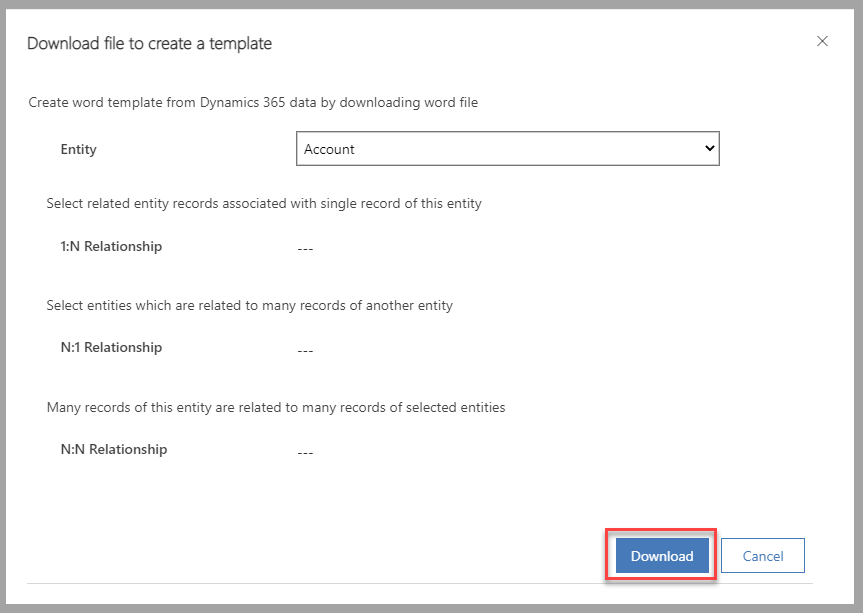 Download file to create a template
Create word template from Dynamics 365 data by downloading word file
Entity Account
Select related entity records associated with single record of this entity
1:N Relationship ---
Select entities which are related to many records of another entity
N:1 Relationship ---
Many records of this entity are related to many records of selected entities
N:N Relationship ---
Download Cancel